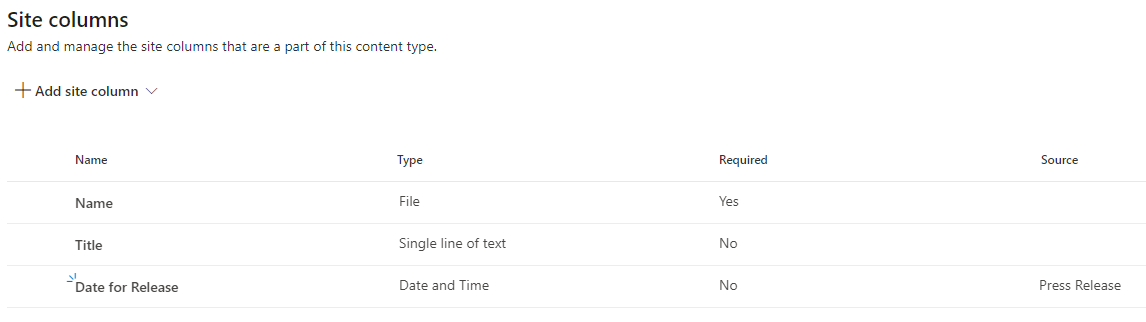 Site columns
Add and manage the site columns that are a part of this content type.
Add site column
Name Type Required Source
Name File Yes
Title Single line of text No
Date for Release Date and Time No Press Release